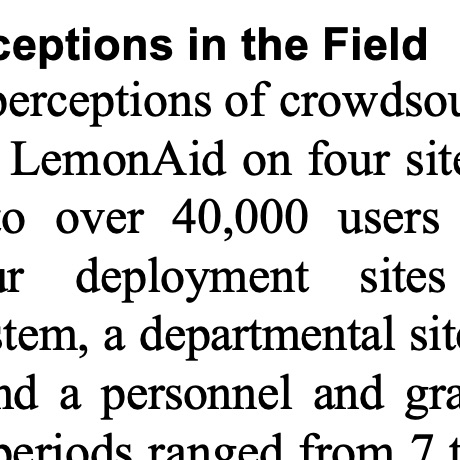 ceptions in the Field
perceptions of crowdsou
LemonAid on four site
to over 40,000 users
ur deployment sites
stem, a departmental site
nd a personnel and gra
periods ranged from 7 t